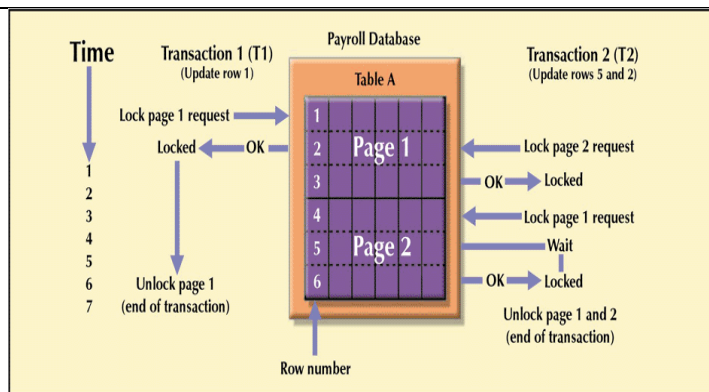 Payroll Database
Time
Transaction 1 (T1)
(Update row 1)
Transaction 2 (T2)
(Update rows 5 and 2)
Table A
Lock page 1 request
Locked
OK
1
2
3
4
5
6
7
Unlock page 1
(end of transaction)
1
2
3
Page 1
4
5
6
Page 2
Lock page 2 request
OK
Locked
Lock page 1 request
Wait
OK
Locked
Unlock page 1 and 2
(end of transaction)
Row number